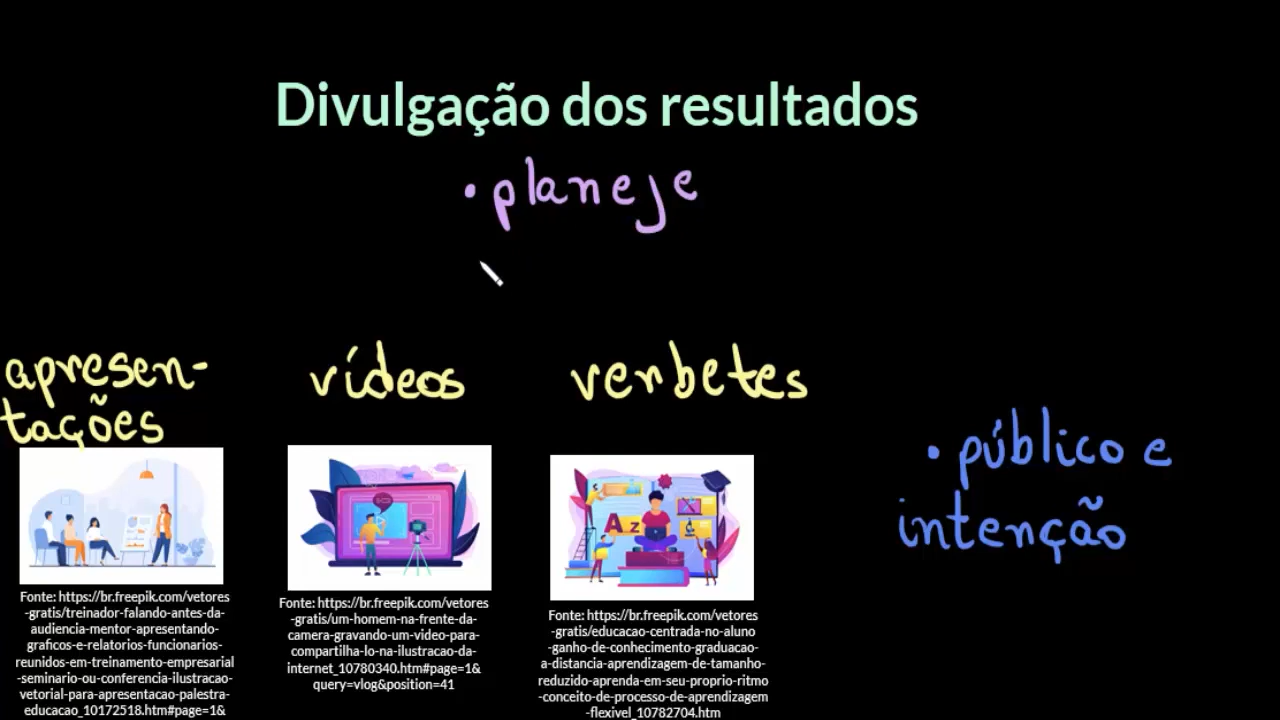 Divulgação dos resultados
• planeje
apresen-
tações
vídeos
verbetes
• público e
intenção
Az
Fonte: https://br.freepik.com/vetores
-gratis/treinador-falando-antes-da-
audiencia-mentor-apresentando-
graficos-e-relatorios-funcionarios-
reunidos-em-treinamento-empresarial
-seminario-ou-conferencia-ilustracao-
vetorial-para-apresentacao-palestra-
educacao_10172518.htm#page=1&
Fonte: https://br.freepik.com/vetores
-gratis/um-homem-na-frente-da-
camera-gravando-um-video-para-
compartilha-lo-na-ilustracao-da-
internet_10780340.htm#page=1&
query=vlog&position=41
Fonte: https://br.freepik.com/vetores
-gratis/educacao-centrada-no-aluno
-ganho-de-conhecimento-graduacao-
a-distancia-aprendizagem-de-tamanho-
reduzido-aprenda-em-seu-proprio-ritmo
-conceito-de-processo-de-aprendizagem
-flexivel_10782704.htm